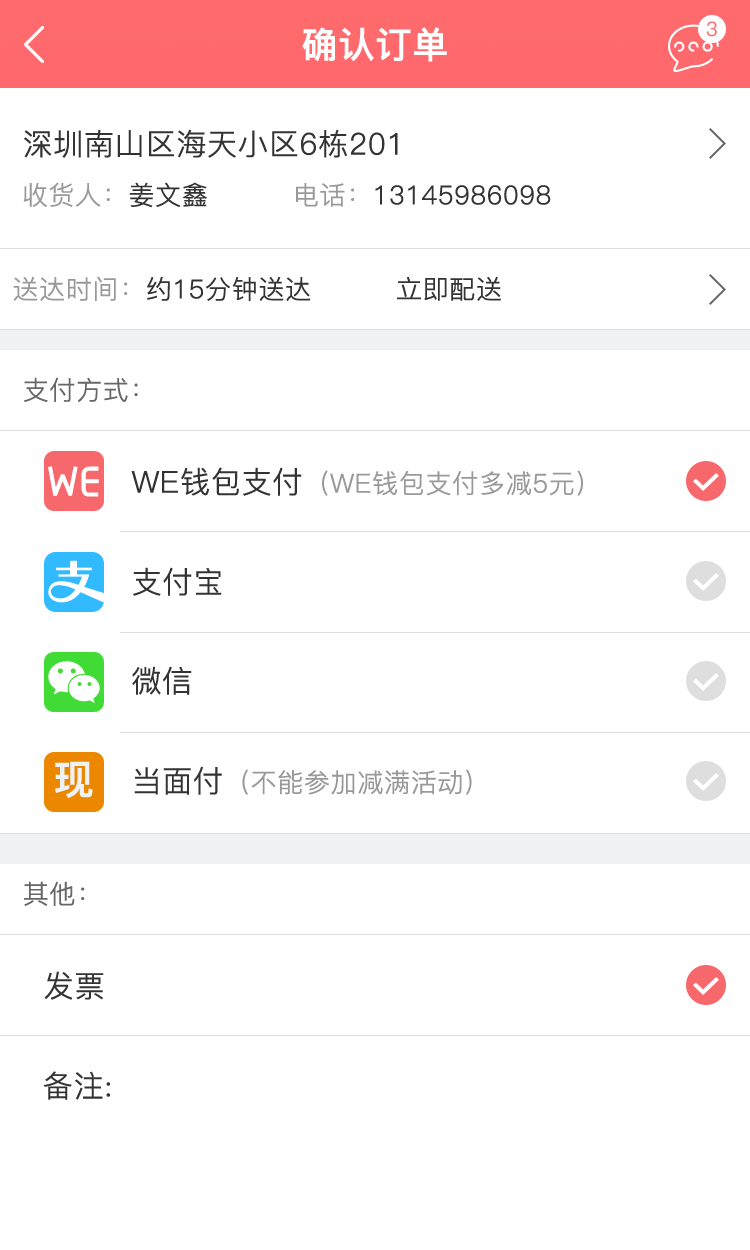 确认订单
3
深圳南山区海天小区6栋201
收货人：姜文鑫 电话：13145986098
送达时间：约15分钟送达 立即配送
支付方式：
WE WE钱包支付（WE钱包支付多减5元）
支 支付宝
微信
现 当面付（不能参加减满活动）
其他：
发票
备注: